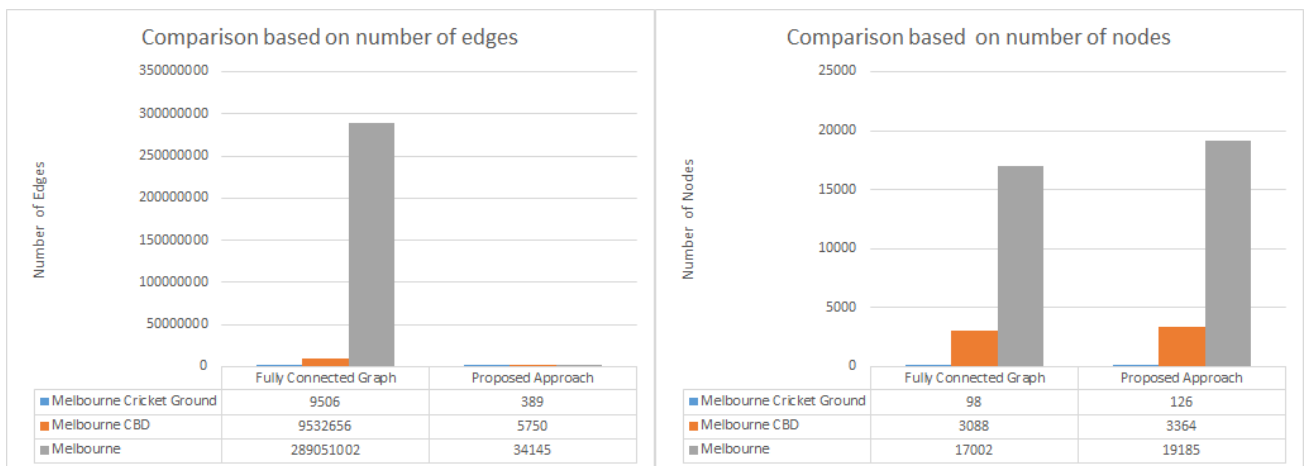 Comparison based on number of edges
Number of Edges
350000000
300000000
250000000
200000000
150000000
100000000
50000000
0
Fully Connected Graph Proposed Approach
Melbourne Cricket Ground 9506 389
Melbourne CBD 9532656 5750
Melbourne 289051002 34145
Comparison based on number of nodes
Number of Nodes
25000
20000
15000
10000
5000
0
Fully Connected Graph Proposed Approach
Melbourne Cricket Ground 98 126
Melbourne CBD 3088 3364
Melbourne 17002 19185